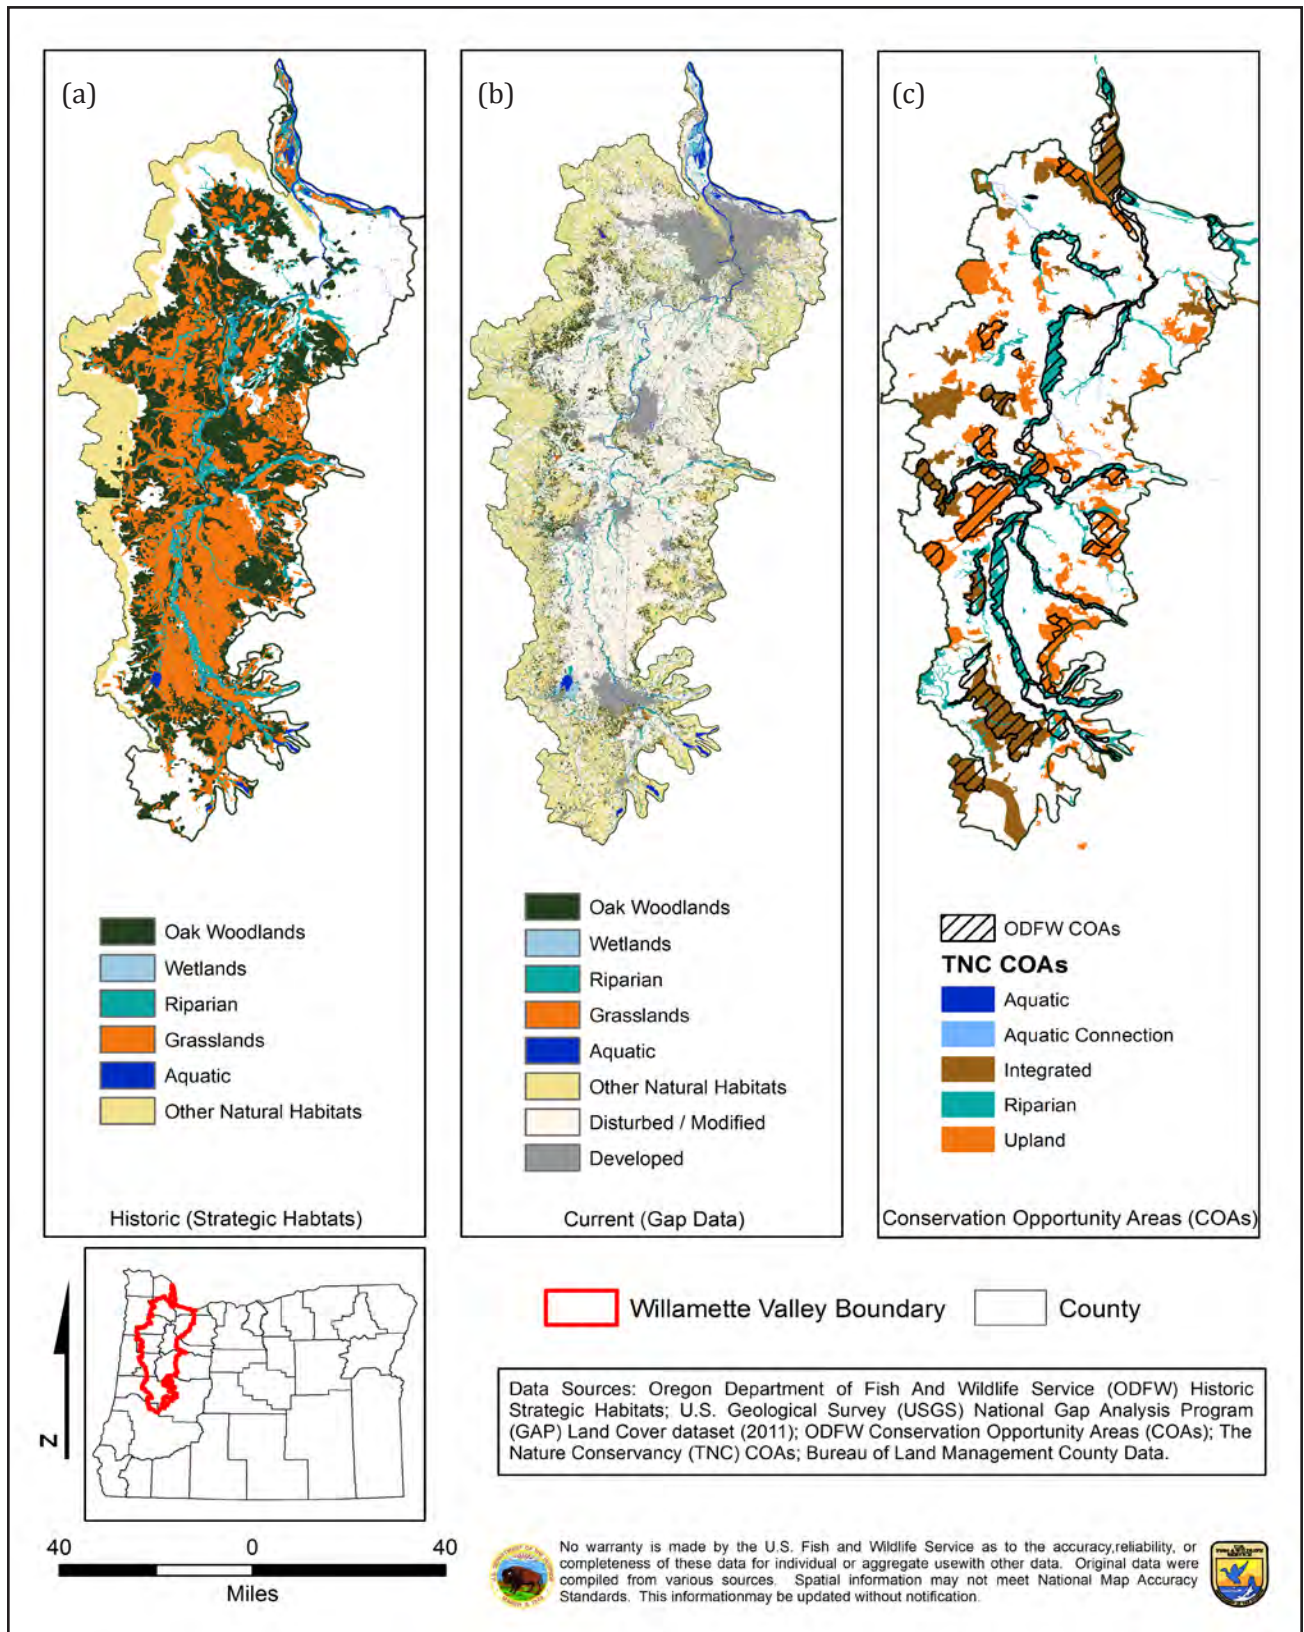 (a)
Oak Woodlands
Wetlands
Riparian
Grasslands
Aquatic
Other Natural Habitats
Historic (Strategic Habtats)
(b)
Oak Woodlands
Wetlands
Riparian
Grasslands
Aquatic
Other Natural Habitats
Disturbed / Modified
Developed
Current (Gap Data)
(c)
ODFW COAs
TNC COAs
Aquatic
Aquatic Connection
Integrated
Riparian
Upland
Conservation Opportunity Areas (COAs)
Z
40 0 40
Miles
Willamette Valley Boundary
County
Data Sources: Oregon Department of Fish And Wildlife Service (ODFW) Historic
Strategic Habitats; U.S. Geological Survey (USGS) National Gap Analysis Program
(GAP) Land Cover dataset (2011); ODFW Conservation Opportunity Areas (COAs); The
Nature Conservancy (TNC) COAs; Bureau of Land Management County Data.
No warranty is made by the U.S. Fish and Wildlife Service as to the accuracy,reliability, or
completeness of these data for individual or aggregate usewith other data. Original data were
compiled from various sources. Spatial information may not meet National Map Accuracy
Standards. This informationmay be updated without notification.